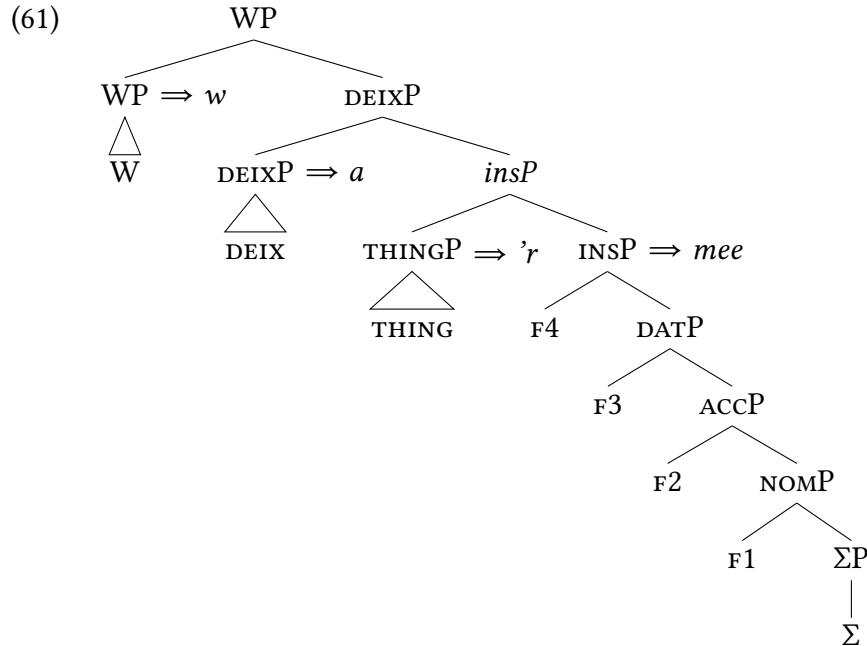 (61) WP
WP ⇒ w DEIXP
W DEIXP ⇒ a insP
DEIX THINGP ⇒ ’r INSP ⇒ mee
THING F4 DATP
F3 ACCP
F2 NOMP
F1 ΣP
Σ